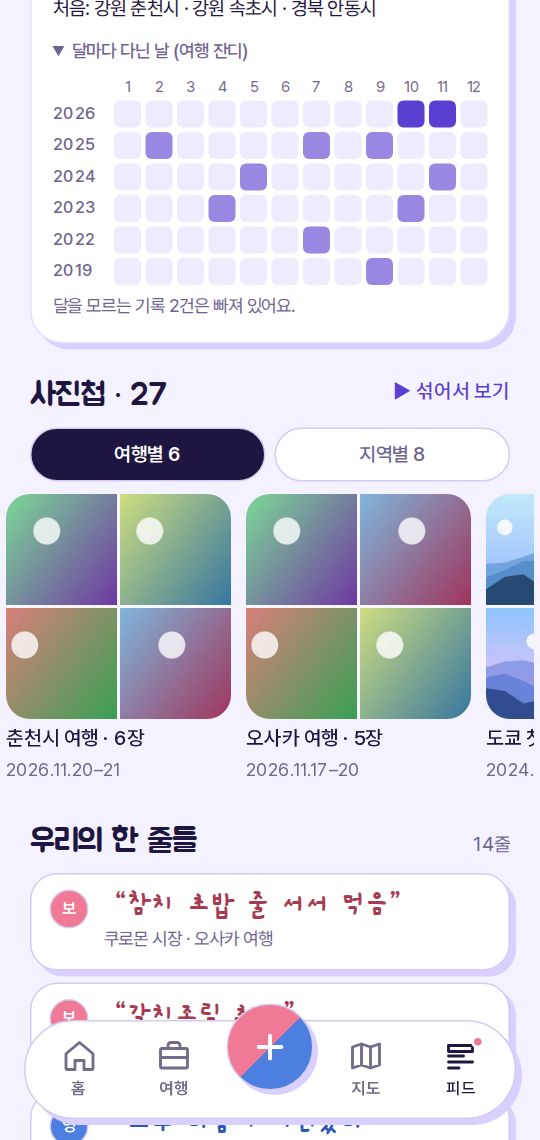 처음: 강원 춘천시 · 강원 속초시 · 경북 안동시
▼ 달마다 다닌 날 (여행 잔디)
1 2 3 4 5 6 7 8 9 10 11 12
2026
2025
2024
2023
2022
2019
달을 모르는 기록 2건은 빠져 있어요.
사진첩 · 27
▶ 섞어서 보기
여행별 6
지역별 8
춘천시 여행 · 6장
2026.11.20–21
오사카 여행 · 5장
2026.11.17–20
도쿄
2024.
우리의 한 줄들
14줄
보
“참치 초밥 줄 서서 먹음”
쿠로몬 시장 · 오사카 여행
보
“갈치조림
홈
여행
+
지도
피드